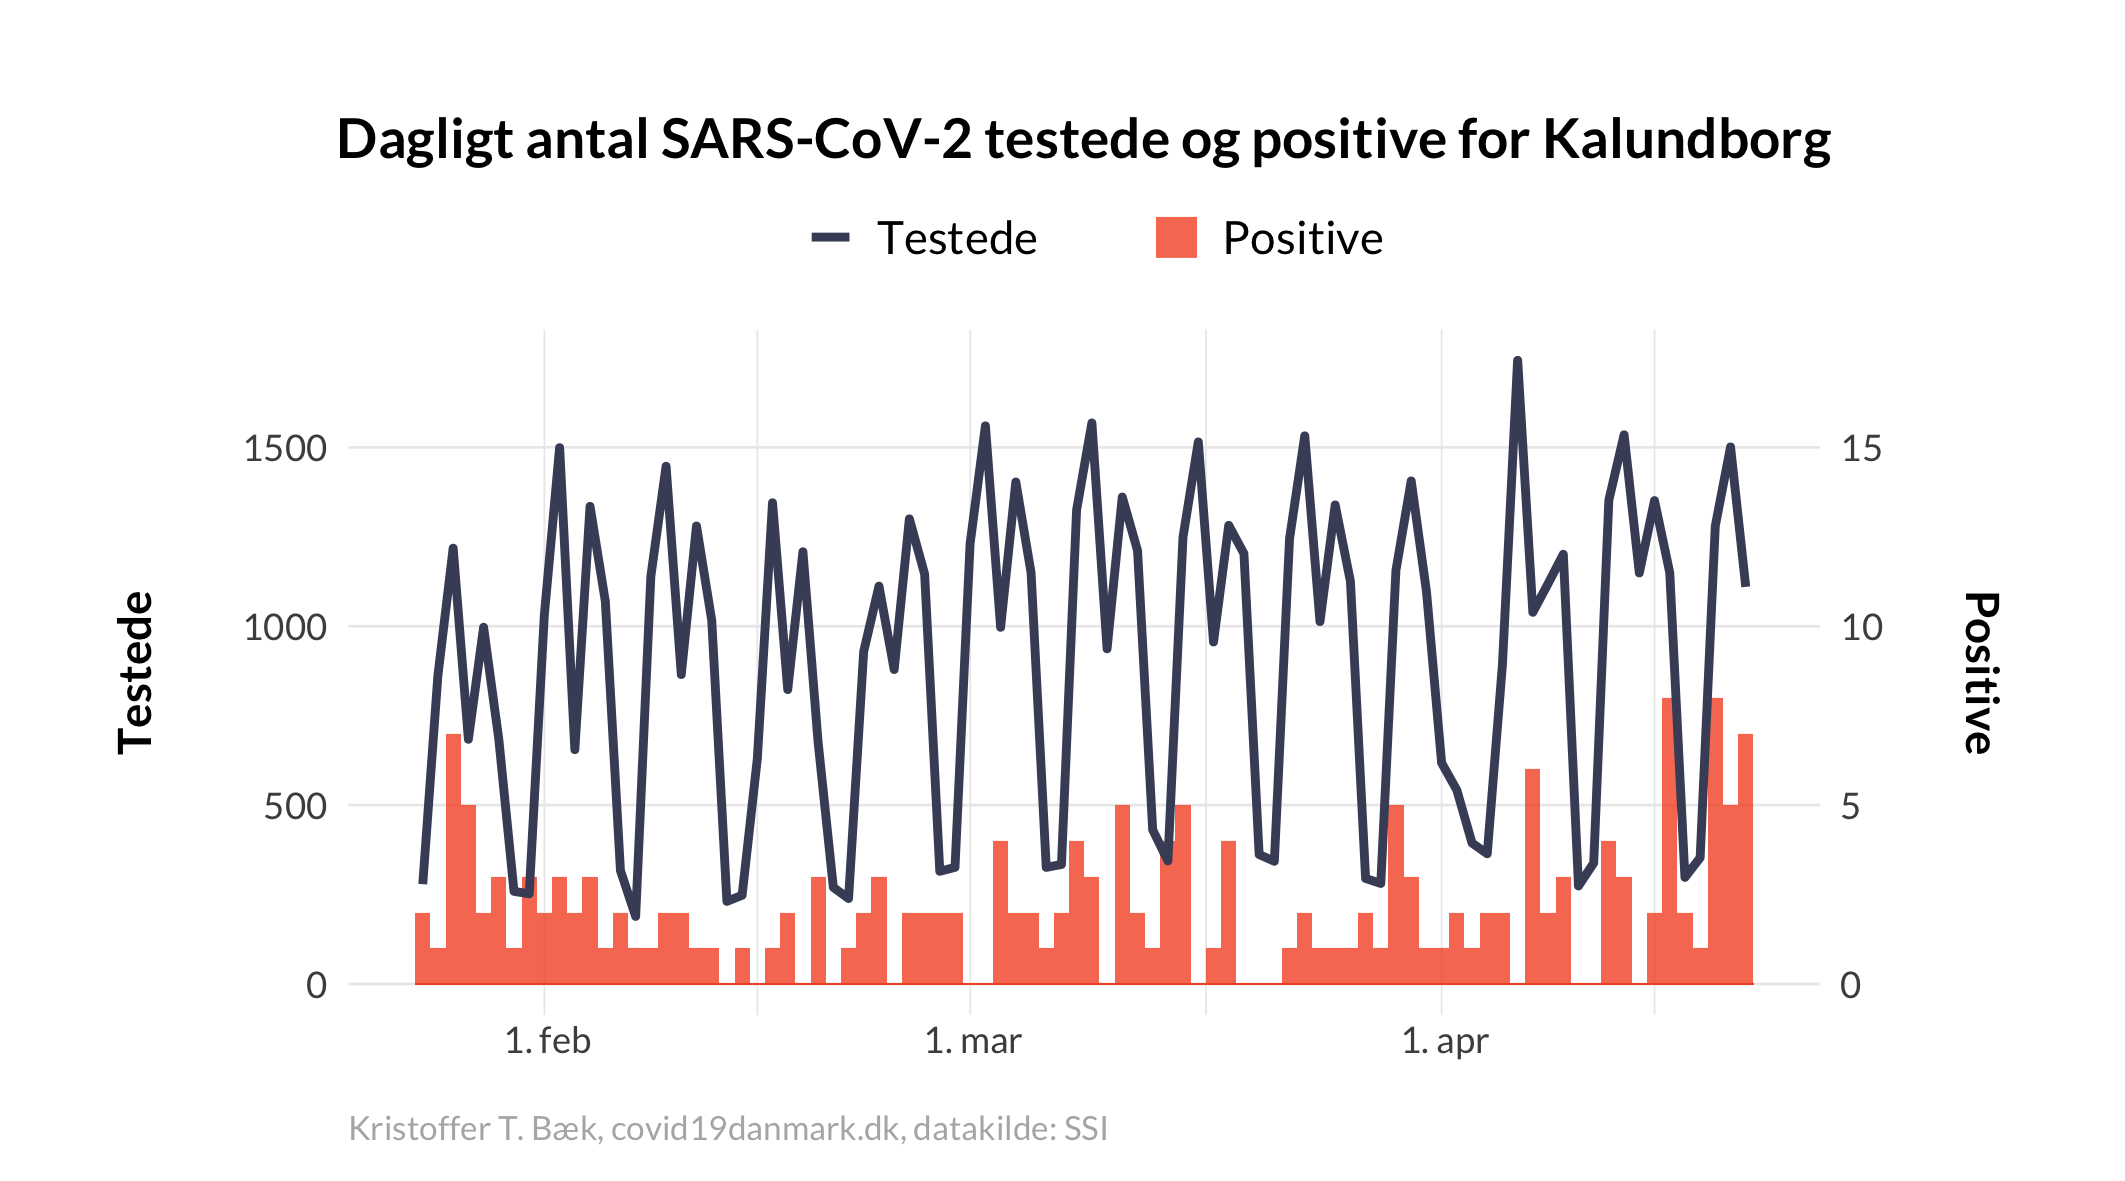 Dagligt antal SARS-CoV-2 testede og positive for Kalundborg
Testede Positive
1500 15
1000 10
Testede
Positive
500 5
0 0
1. feb 1. mar 1. apr
Kristoffer T. Bæk, covid19danmark.dk, datakilde: SSI